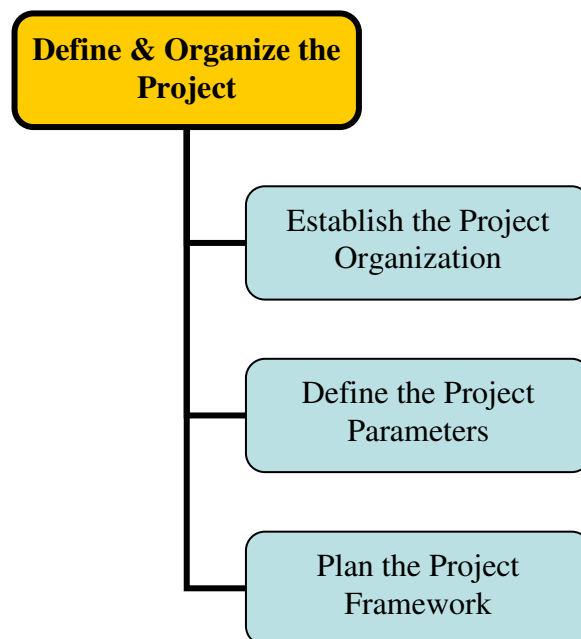 Define & Organize the
Project
Establish the Project
Organization
Define the Project
Parameters
Plan the Project
Framework